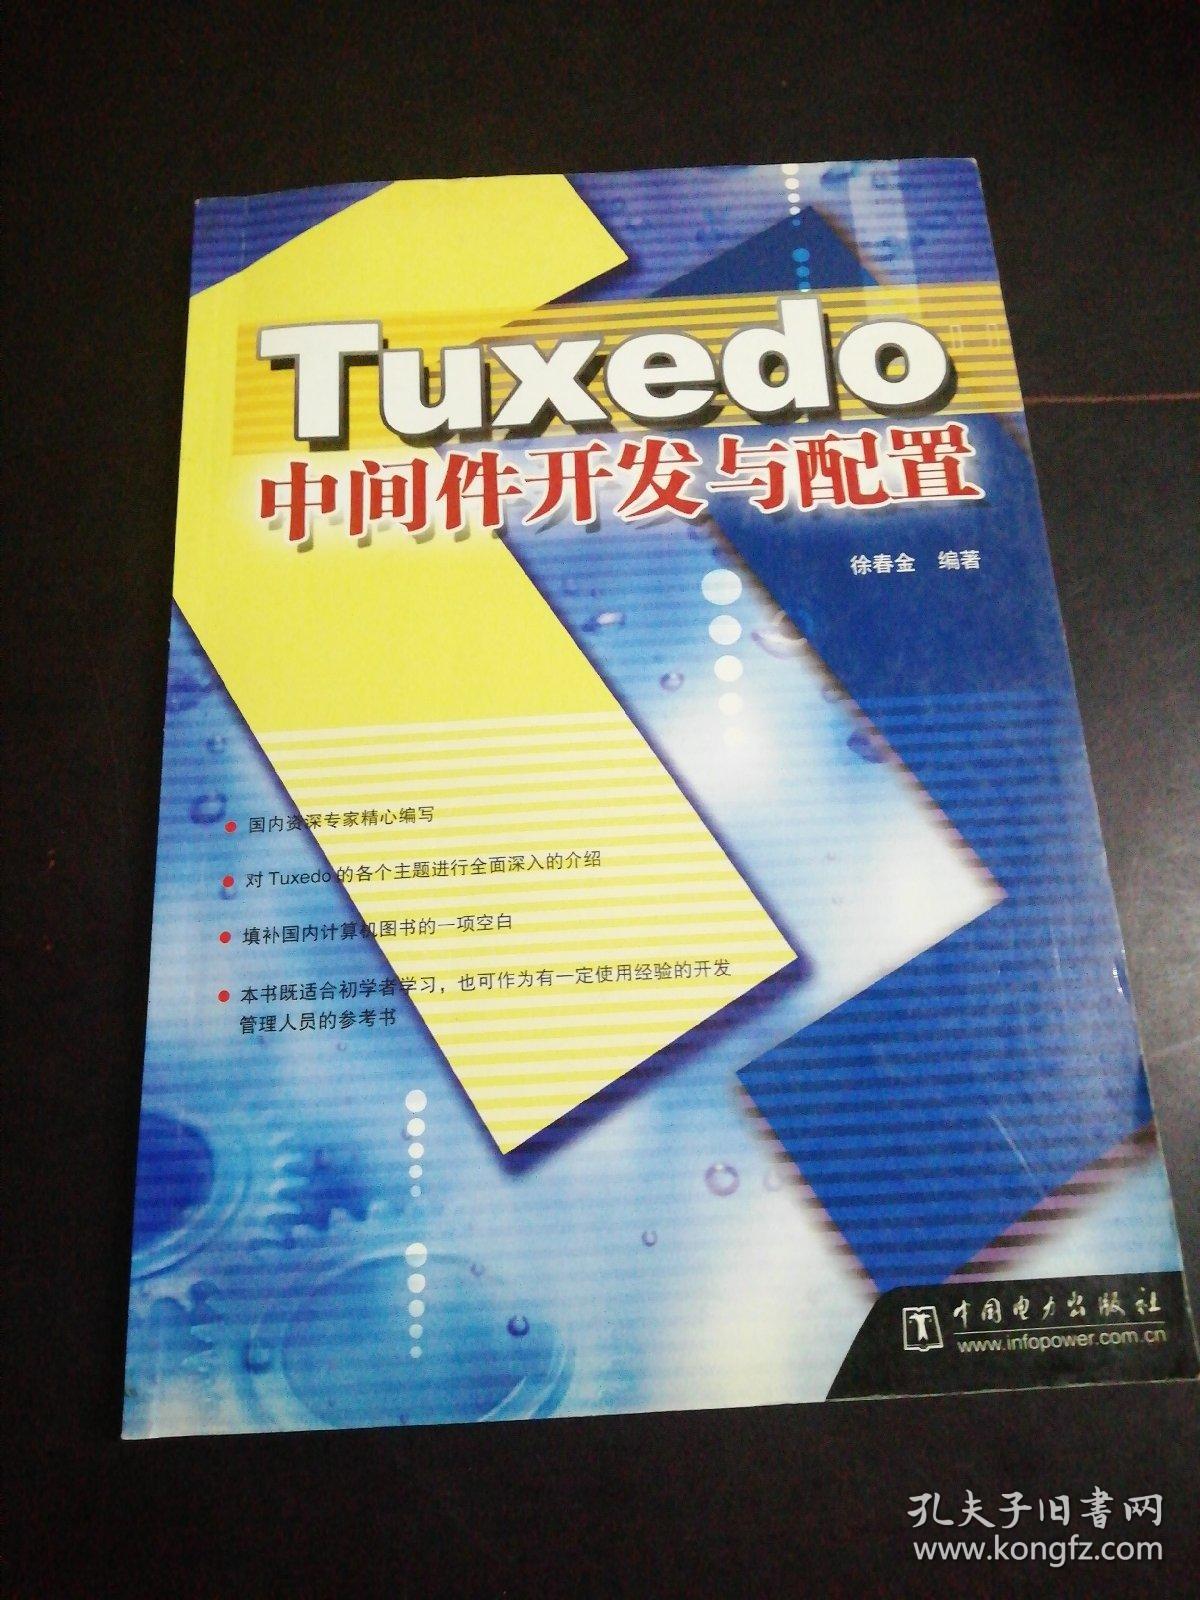 Tuxedo
中间件开发与配置
徐春金 编著
国内资深专家精心编写
对Tuxedo的各个主题进行全面深入的介绍
填补国内计算机图书的一项空白
本书既适合初学者学习，也可作为有一定使用经验的开发
管理人员的参考书
中国电力出版社
www.infopower.com.cn
孔夫子旧书网
www.kongfz.com